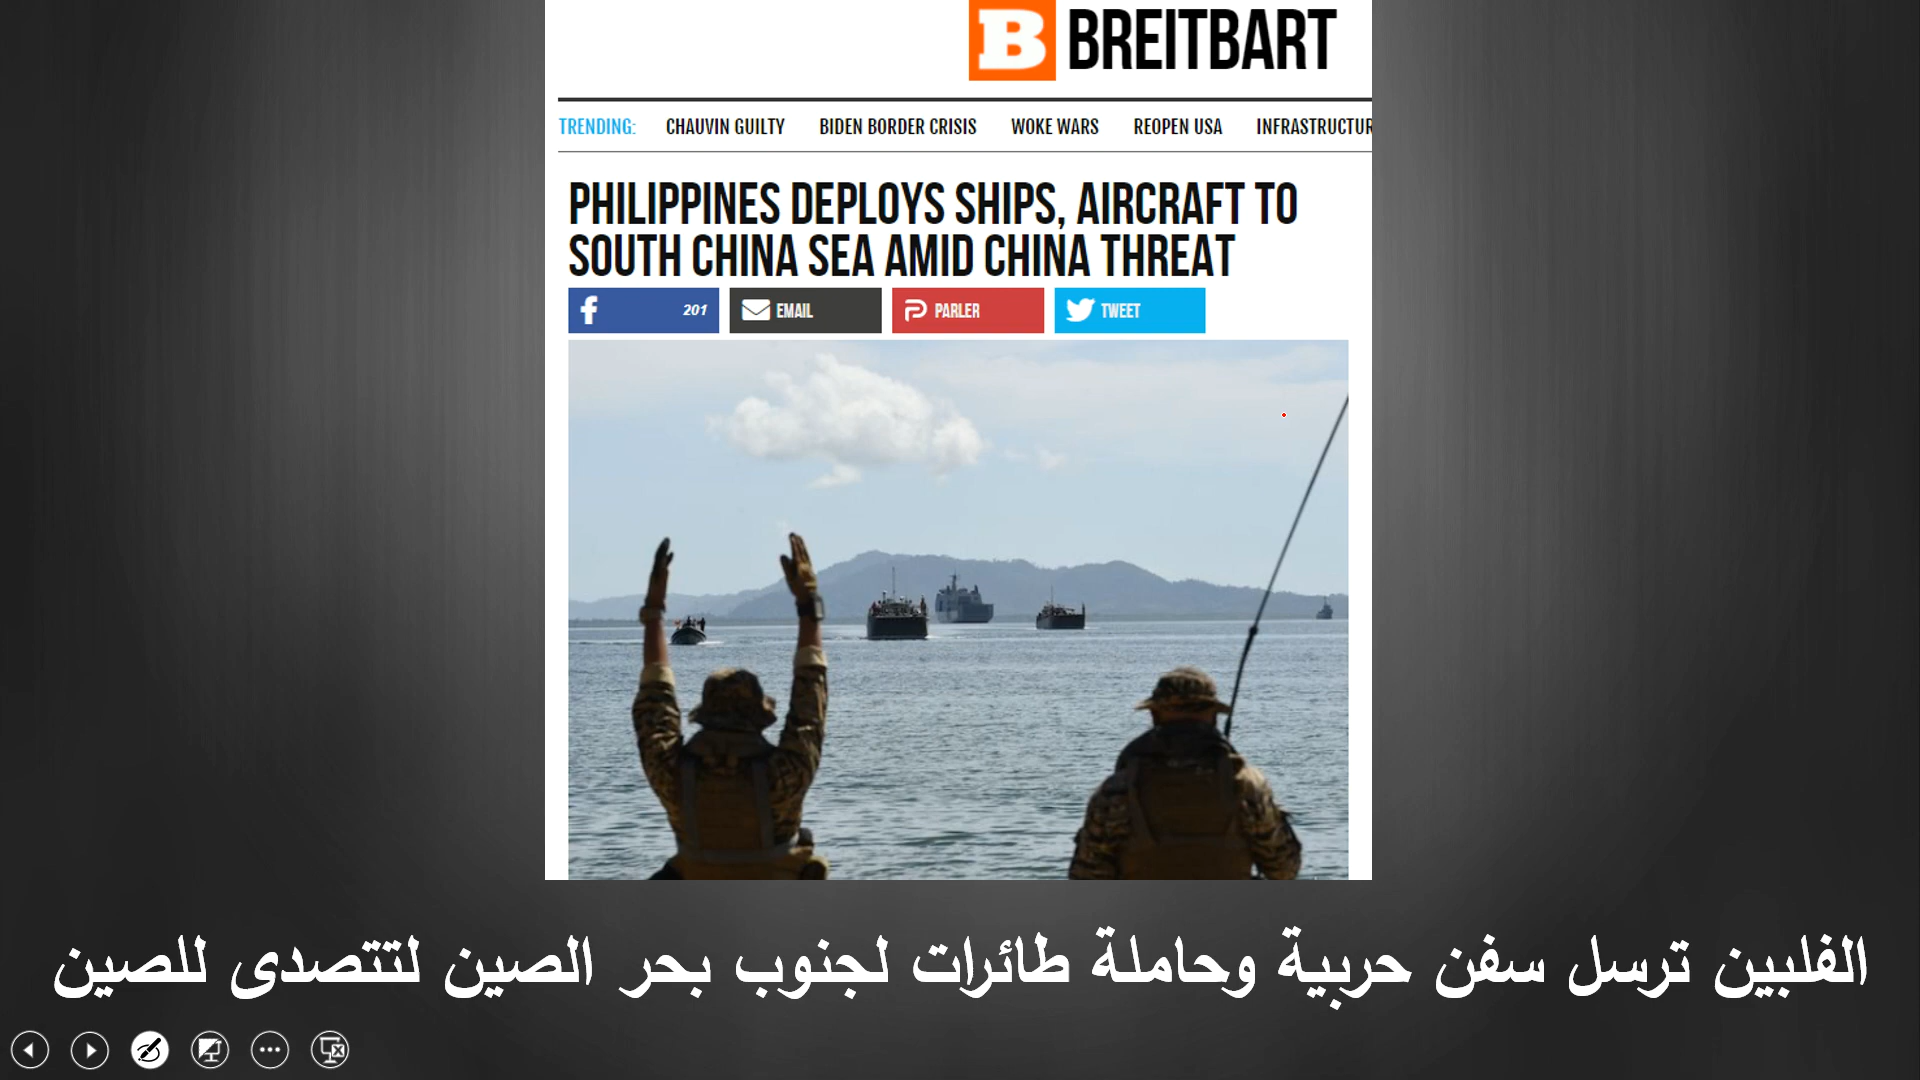 B BREITBART
TRENDING: CHAUVIN GUILTY BIDEN BORDER CRISIS WOKE WARS REOPEN USA INFRASTRUCTUR
PHILIPPINES DEPLOYS SHIPS, AIRCRAFT TO
SOUTH CHINA SEA AMID CHINA THREAT
201 EMAIL PARLER TWEET
الفلبين ترسل سفن حربية وحاملة طائرات لجنوب بحر الصين لتتصدى للصين